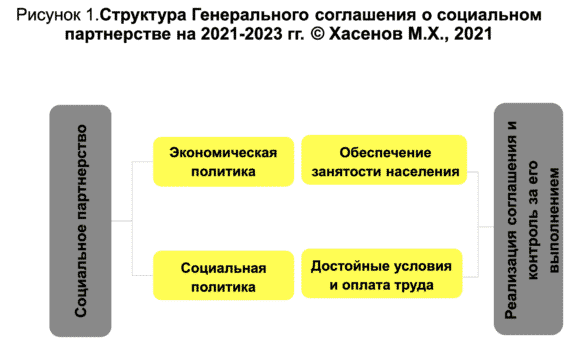 Рисунок 1.Структура Генерального соглашения о социальном
партнерстве на 2021-2023 гг. © Хасенов М.Х., 2021
Социальное партнерство
Экономическая
политика
Обеспечение
занятости населения
Социальная
политика
Достойные условия
и оплата труда
Реализация соглашения и
контроль за его
выполнением